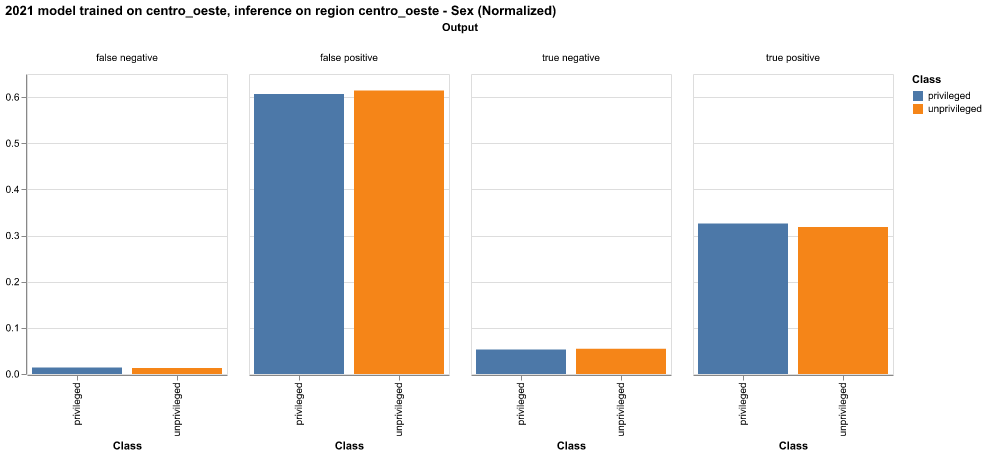 2021 model trained on centro_oeste, inference on region centro_oeste - Sex (Normalized)
Output
false negative
false positive
true negative
true positive
Class
privileged
unprivileged
0.6
0.5
0.4
0.3
0.2
0.1
0.0
privileged
unprivileged
privileged
unprivileged
privileged
unprivileged
privileged
unprivileged
Class
Class
Class
Class